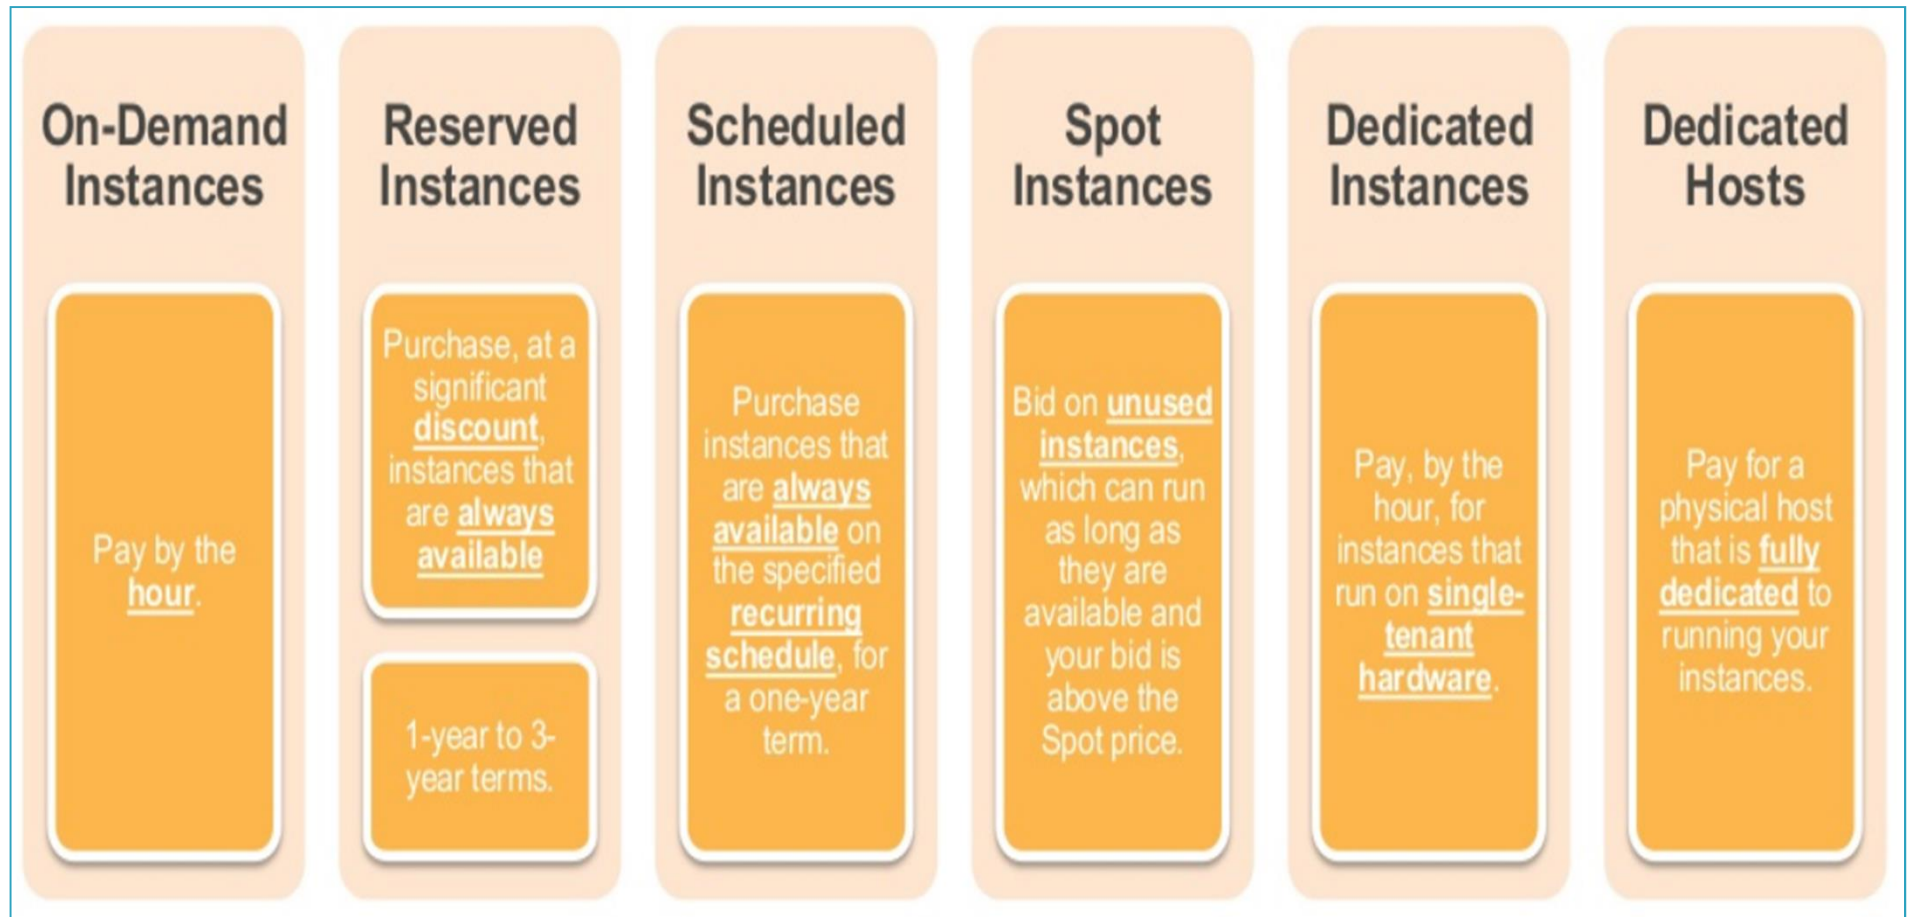 On-Demand
Instances
Pay by the
hour.
Reserved
Instances
Purchase, at a
significant
discount,
instances that
are always
available
1-year to 3-
year terms.
Scheduled
Instances
Purchase
instances that
are always
available on
the specified
recurring
schedule, for
a one-year
term.
Spot
Instances
Bid on unused
instances,
which can run
as long as
they are
available and
your bid is
above the
Spot price.
Dedicated
Instances
Pay, by the
hour, for
instances that
run on single-
tenant
hardware.
Dedicated
Hosts
Pay for a
physical host
that is fully
dedicated to
running your
instances.